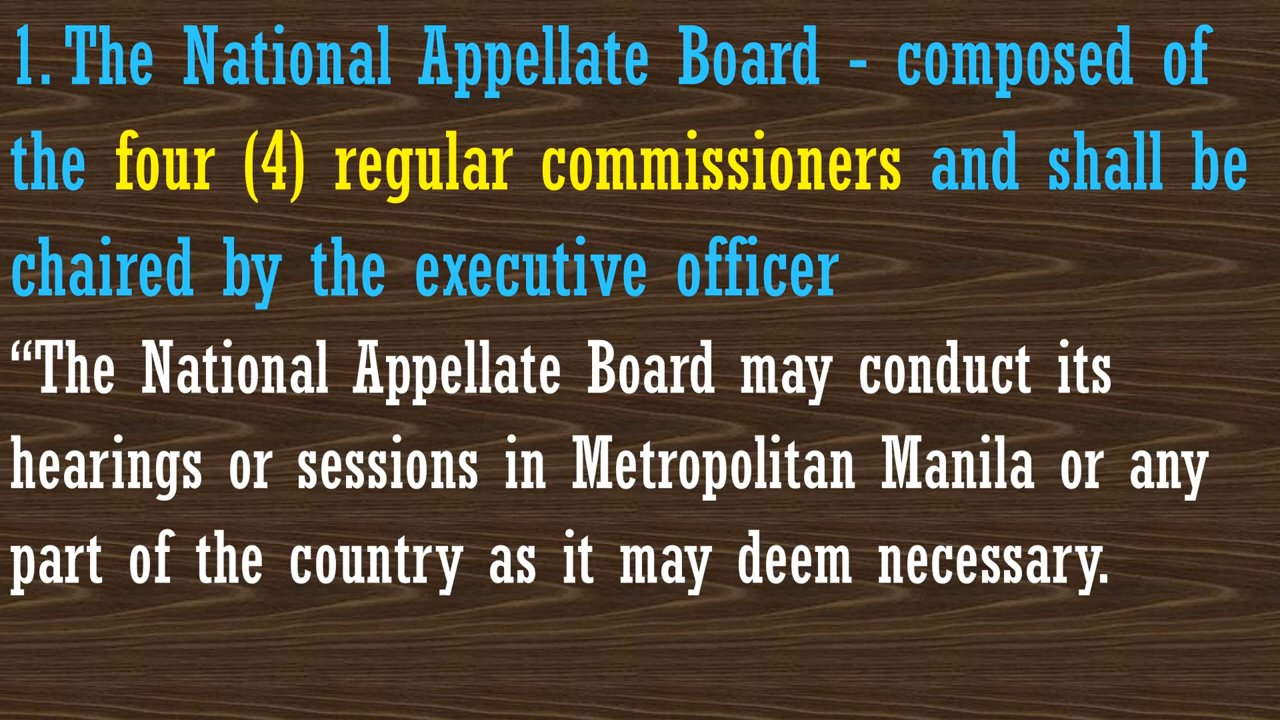 1. The National Appellate Board - composed of
the four (4) regular commissioners and shall be
chaired by the executive officer
“The National Appellate Board may conduct its
hearings or sessions in Metropolitan Manila or any
part of the country as it may deem necessary.